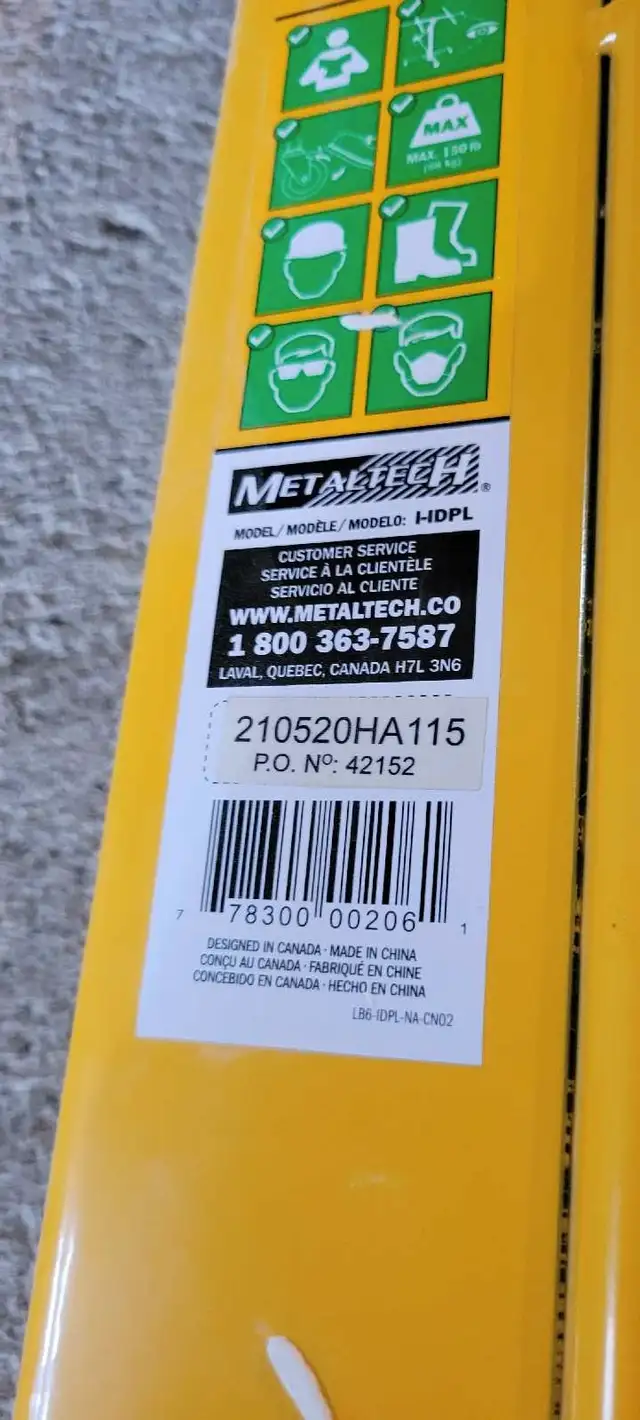 MAX
MAX. 150 lb
(68 kg)
METALTECH®
MODEL/ MODÈLE/ MODELO: I-IDPL
CUSTOMER SERVICE
SERVICE À LA CLIENTÈLE
SERVICIO AL CLIENTE
WWW.METALTECH.CO
1 800 363-7587
LAVAL, QUEBEC, CANADA H7L 3N6
210520HA115
P.O. Nº: 42152
7 78300 00206 1
DESIGNED IN CANADA · MADE IN CHINA
CONÇU AU CANADA · FABRIQUÉ EN CHINE
CONCEBIDO EN CANADA · HECHO EN CHINA
LB6-IDPL-NA-CN02